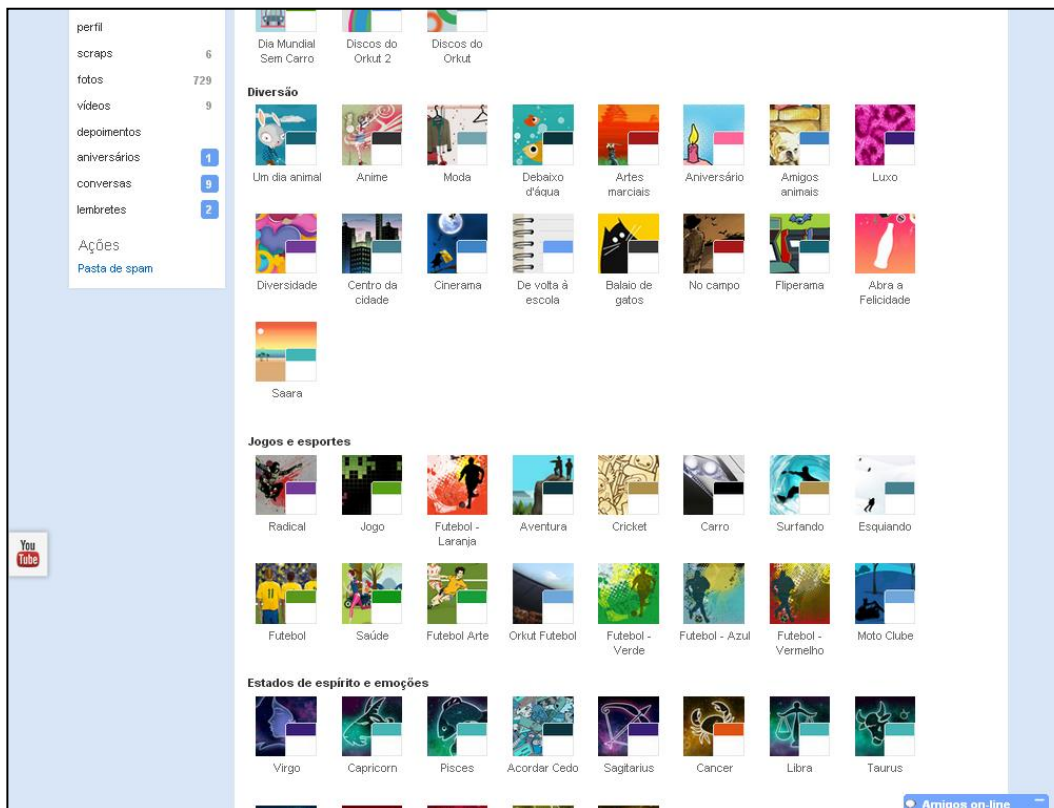 perfil
scraps 6
fotos 729
vídeos 9
depoimentos
aniversários 1
conversas 9
lembretes 2
Ações
Pasta de spam
You
Tube
Dia Mundial Discos do Discos do
Sem Carro Orkut 2 Orkut
Diversão
Um dia animal Anime Moda Debaixo Artes Aniversário Amigos Luxo
d'água marciais animais
Diversidade Centro da Cinerama De volta à Balaio de No campo Fliperama Abra a
cidade escola gatos Felicidade
Saara
Jogos e esportes
Radical Jogo Futebol - Aventura Cricket Carro Surfando Esquiando
Laranja
Futebol Saúde Futebol Arte Orkut Futebol Futebol - Futebol - Azul Futebol - Moto Clube
Verde Vermelho
Estados de espírito e emoções
Virgo Capricorn Pisces Acordar Cedo Sagitarius Cancer Libra Taurus
Amigos on-line